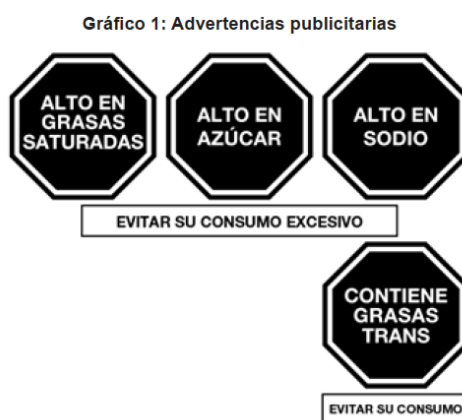 Gráfico 1: Advertencias publicitarias
ALTO EN
GRASAS
SATURADAS
ALTO EN
AZÚCAR
ALTO EN
SODIO
EVITAR SU CONSUMO EXCESIVO
CONTIENE
GRASAS
TRANS
EVITAR SU CONSUMO